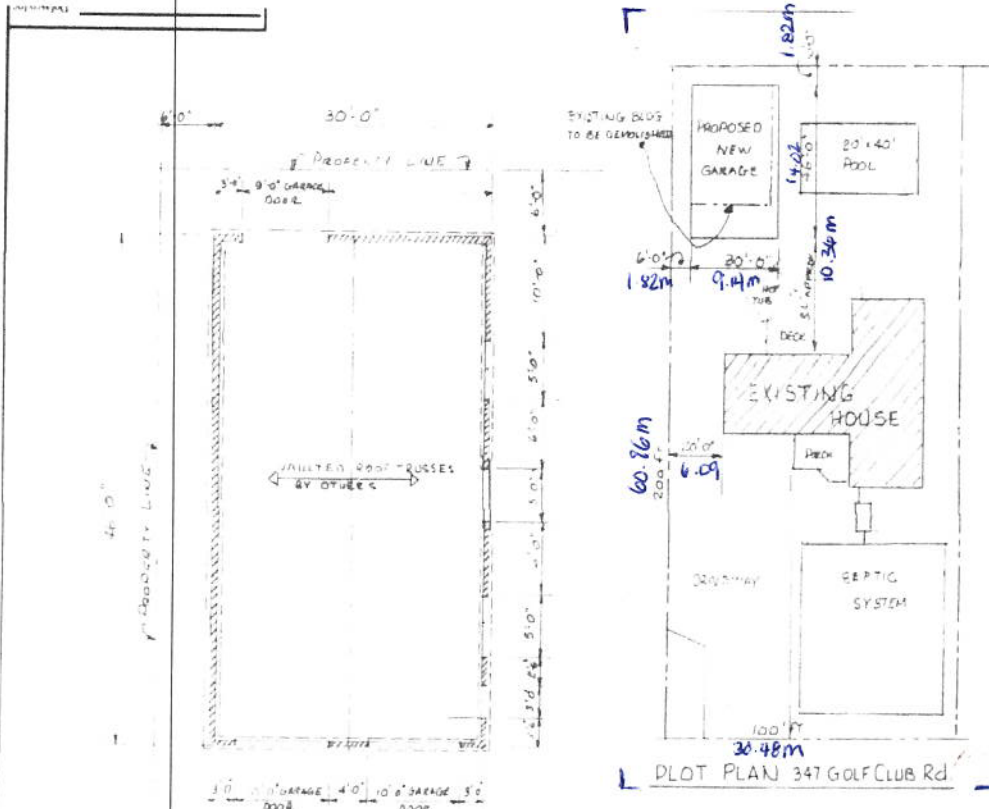 6'-0"
30'-0"
PROPERTY LINE
3'-0"
9'-0" GARAGE
DOOR
6'-0"
10'-0"
5'-0"
6'-0"
5'0"
5'0"
VAULTED ROOF TRUSSES
BY OTHERS
PROPERTY LINE
3'0"
GARAGE
DOOR
4'0"
10'0" GARAGE
DOOR
3'0"
1.82m
EXISTING BLDG
TO BE DEMOLISHED
PROPOSED
NEW
GARAGE
14.02
20' x 40'
POOL
6'-0"
30'-0"
1.82m
9.14m
10.36m
HOT
TUB
DECK
EXISTING
HOUSE
60.96m
200 ft
20'0"
6.09
PORCH
DRIVEWAY
SEPTIC
SYSTEM
100 ft
30.48m
PLOT PLAN 347 GOLF CLUB Rd.